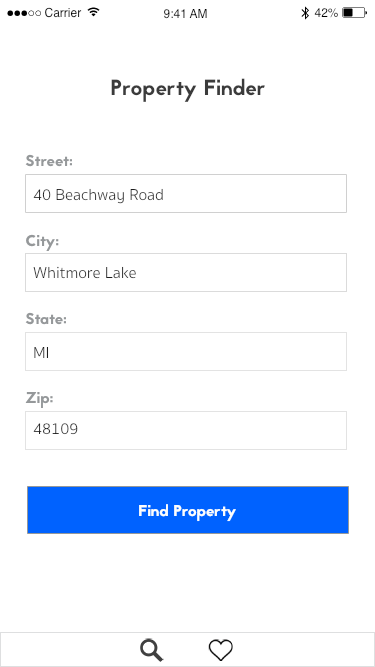 Carrier 9:41 AM 42%
Property Finder
Street:
40 Beachway Road
City:
Whitmore Lake
State:
MI
Zip:
48109
Find Property